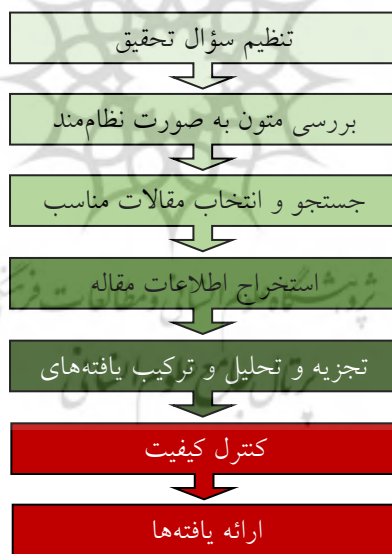 تنظیم سؤال تحقیق
بررسی متون به صورت نظام‌مند
جستجو و انتخاب مقالات مناسب
استخراج اطلاعات مقاله
تجزیه و تحلیل و ترکیب یافته‌های
کنترل کیفیت
ارائه یافته‌ها